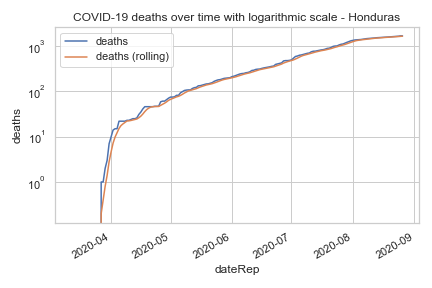 COVID-19 deaths over time with logarithmic scale - Honduras
deaths
deaths (rolling)
10³
10²
10¹
10⁰
deaths
2020-04
2020-05
2020-06
2020-07
2020-08
2020-09
dateRep